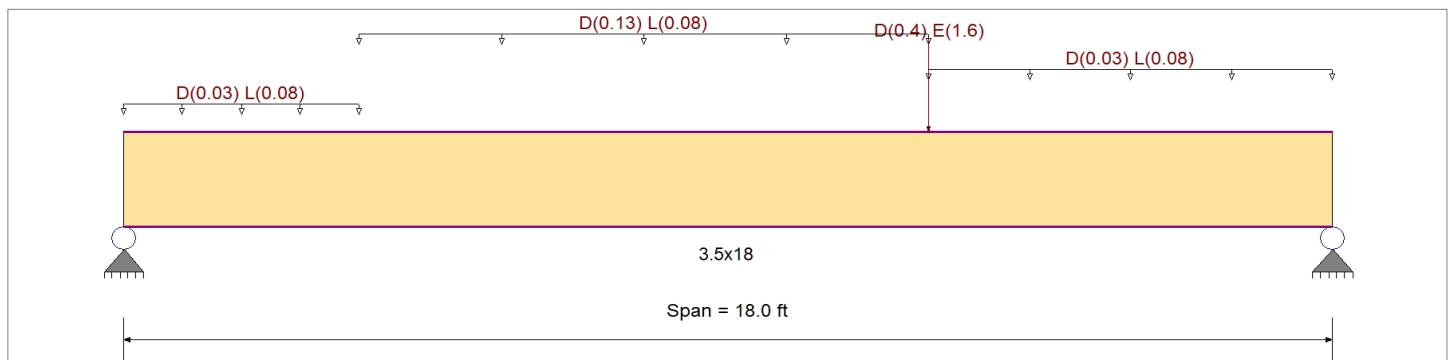 D(0.13) L(0.08)
D(0.4) E(1.6)
D(0.03) L(0.08)
D(0.03) L(0.08)
3.5x18
Span = 18.0 ft